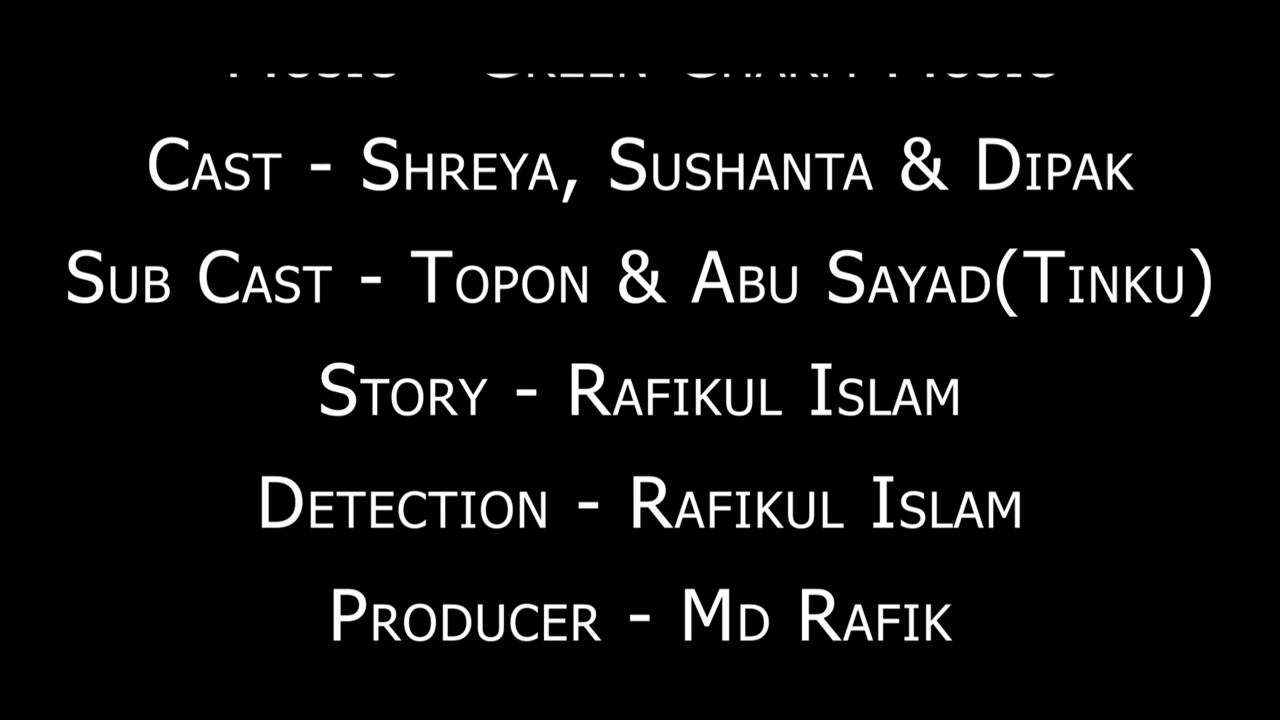 Cast - Shreya, Sushanta & Dipak
Sub Cast - Topon & Abu Sayad(Tinku)
Story - Rafikul Islam
Detection - Rafikul Islam
Producer - Md Rafik